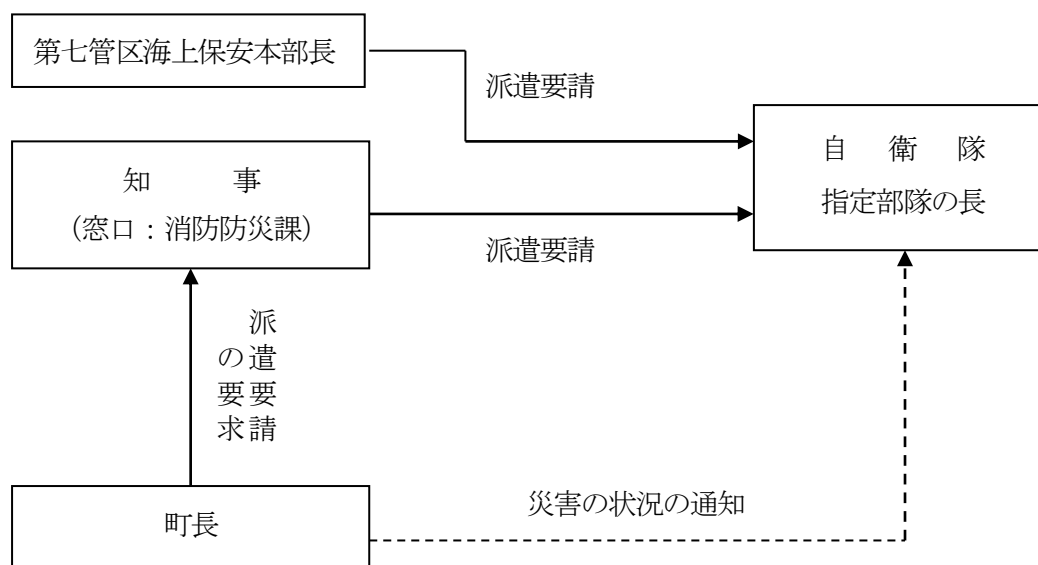 第七管区海上保安本部長
派遣要請
自　衛　隊
指定部隊の長
知　　　事
(窓口：消防防災課)
派遣要請
派遣要請
の要求
災害の状況の通知
町長